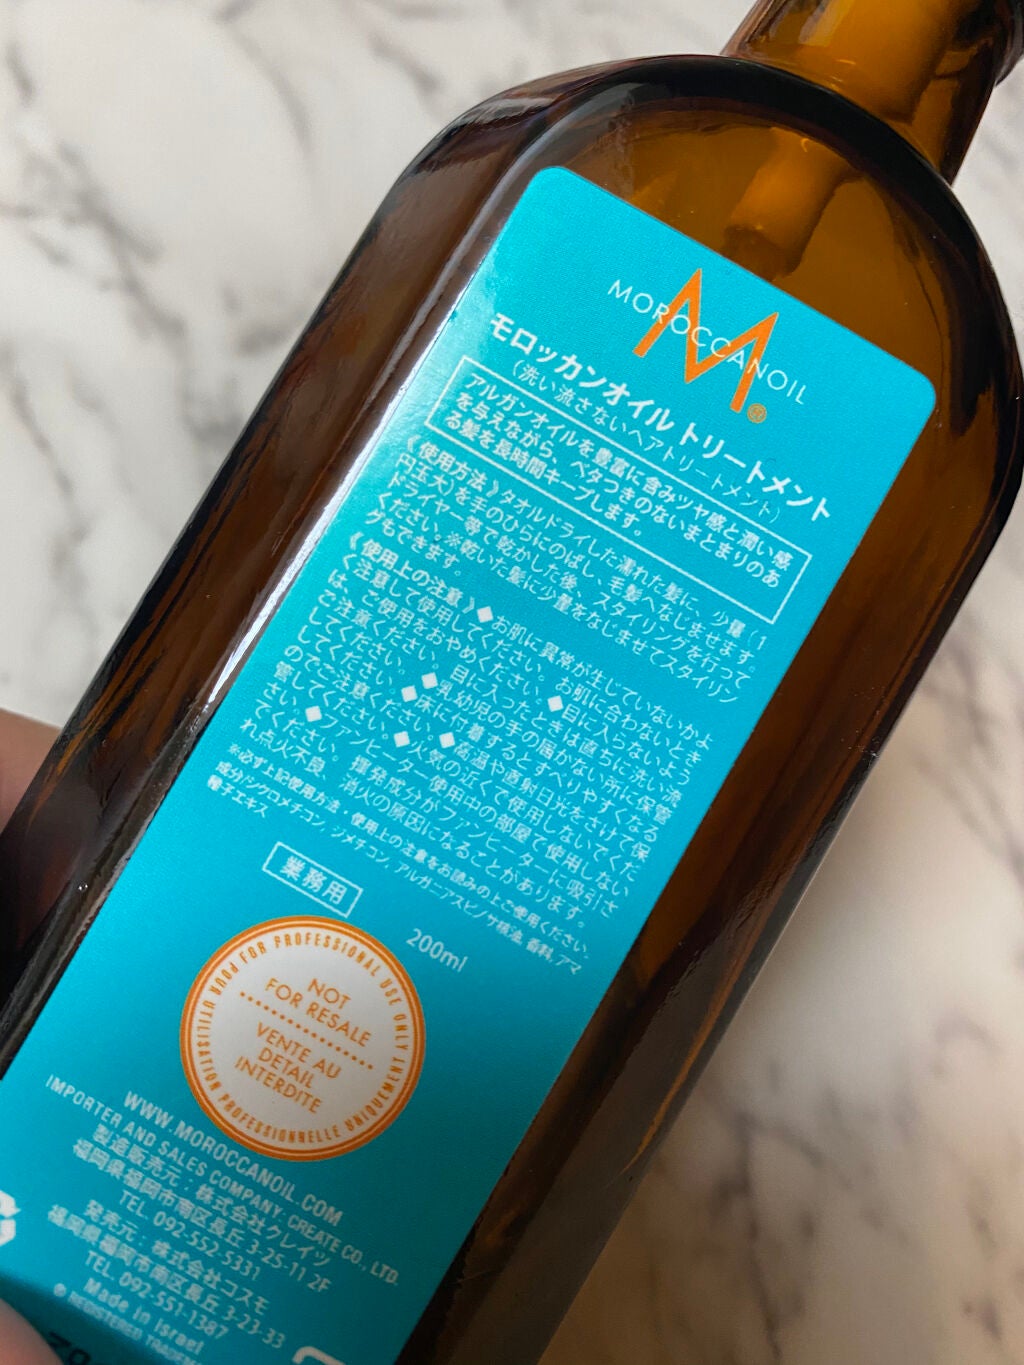 MOROCCANOIL
M®
モロッカンオイル トリートメント
(洗い流さないヘアトリートメント)
アルガンオイルを豊富に含みツヤ感と潤い感
を与えながら、ベタつきのないまとまりのあ
る髪を長時間キープします。
《使用方法》タオルドライした濡れた髪に、少量(1
円玉大)を手のひらにのばし、毛髪へなじませます。
ドライヤー等で乾かした後、スタイリングを行って
ください。※乾いた髪に少量をなじませてスタイリン
グもできます。
《使用上の注意》◆お肌に異常が生じていないかよ
く注意して使用してください。お肌に合わないとき
は、ご使用をおやめください。◆目に入らないよう
ご注意ください。目に入ったときは直ちに洗い流
してください。◆乳幼児の手の届かない所に保管
してください。◆床に付着するとすべりやすくなる
のでご注意ください。◆高温や直射日光をさけて保
管してください。◆火気の近くで使用しないでくだ
さい。◆ファンヒーター使用中の部屋で使用しない
でください。揮発成分がファンヒーターに吸引さ
れ点火不良、消火の原因になることがあります。
※必ず上記使用方法・使用上の注意をお読みの上ご使用ください。
成分:シクロメチコン, ジメチコン, アルガニアスピノサ核油, 香料, アマ
種子エキス
業務用
200ml
FOR PROFESSIONAL USE ONLY
POUR UTILISATION PROFESSIONNELLE UNIQUEMENT
NOT
FOR RESALE
VENTE AU
DETAIL
INTERDITE
WWW.MOROCCANOIL.COM
IMPORTER AND SALES COMPANY: CREATE CO., LTD.
製造販売元:株式会社クレイツ
福岡県福岡市南区長丘 3-25-11 2F
TEL 092-552-5331
発売元:株式会社コスモ
福岡県福岡市南区長丘 3-23-33
TEL. 092-551-1387
Made in Israel
® REGISTERED TRADEM